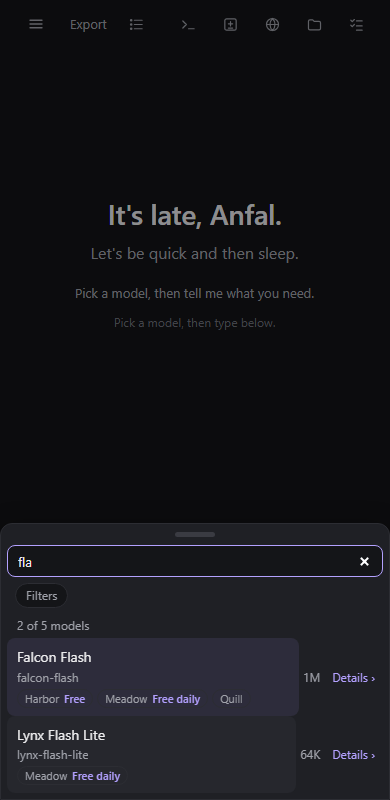 Export
It's late, Anfal.
Let's be quick and then sleep.
Pick a model, then tell me what you need.
Pick a model, then type below.
fla
Filters
2 of 5 models
Falcon Flash
falcon-flash 1M Details ›
Harbor Free Meadow Free daily Quill
Lynx Flash Lite
lynx-flash-lite 64K Details ›
Meadow Free daily